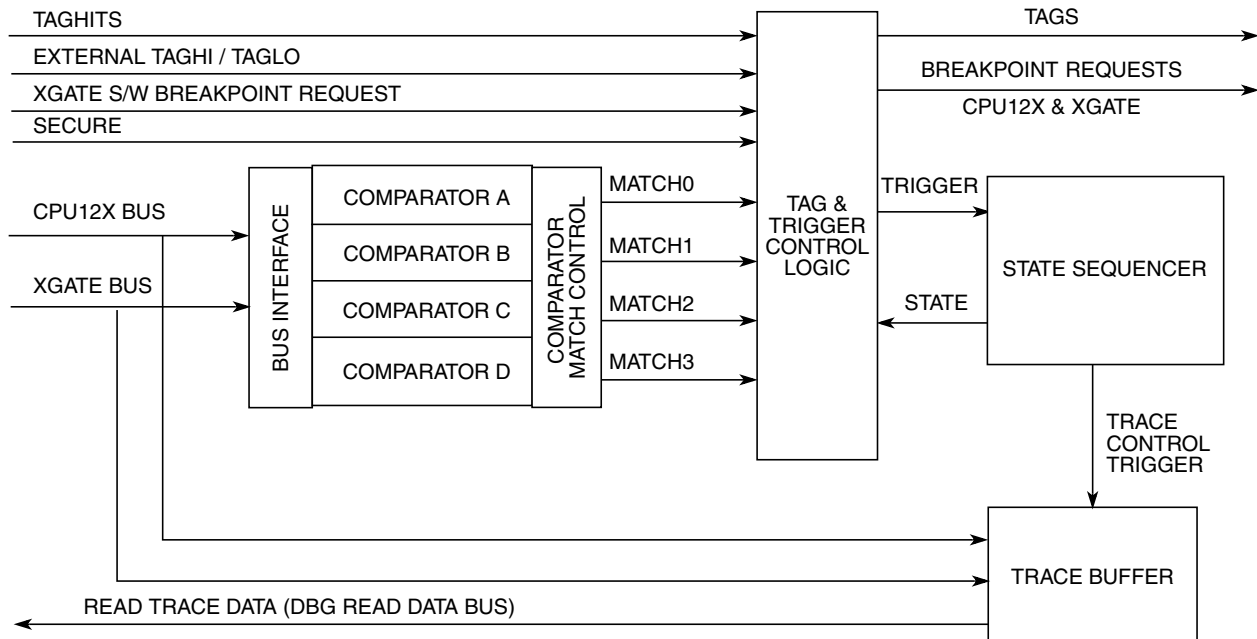 TAGHITS
EXTERNAL TAGHI / TAGLO
XGATE S/W BREAKPOINT REQUEST
SECURE
TAGS
BREAKPOINT REQUESTS
CPU12X & XGATE
CPU12X BUS
XGATE BUS
BUS INTERFACE
COMPARATOR A
COMPARATOR B
COMPARATOR C
COMPARATOR D
COMPARATOR
MATCH CONTROL
MATCH0
MATCH1
MATCH2
MATCH3
TAG &
TRIGGER
CONTROL
LOGIC
TRIGGER
STATE
STATE SEQUENCER
TRACE
CONTROL
TRIGGER
TRACE BUFFER
READ TRACE DATA (DBG READ DATA BUS)